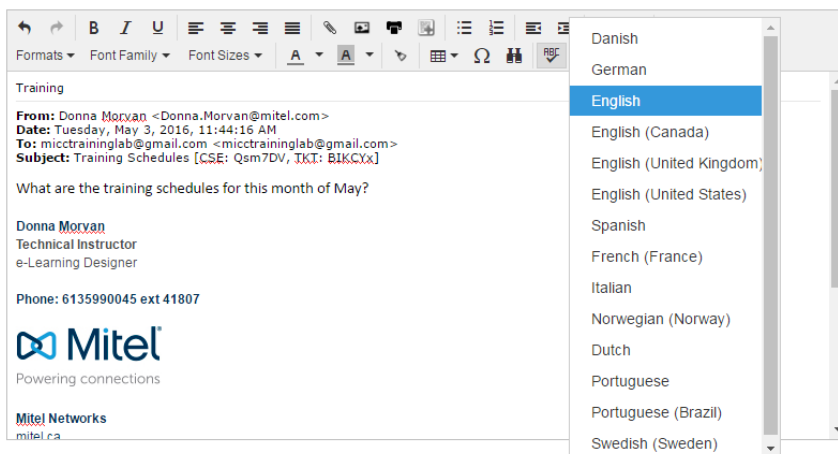 B I U
Formats Font Family Font Sizes A A Ω ABC
Training
From: Donna Morvan <Donna.Morvan@mitel.com>
Date: Tuesday, May 3, 2016, 11:44:16 AM
To: micctraininglab@gmail.com <micctraininglab@gmail.com>
Subject: Training Schedules [CSE: Qsm7DV, TKT: BIKCYx]
What are the training schedules for this month of May?
Donna Morvan
Technical Instructor
e-Learning Designer
Phone: 6135990045 ext 41807
Mitel
Powering connections
Mitel Networks
mitel.ca
Danish
German
English
English (Canada)
English (United Kingdom)
English (United States)
Spanish
French (France)
Italian
Norwegian (Norway)
Dutch
Portuguese
Portuguese (Brazil)
Swedish (Sweden)